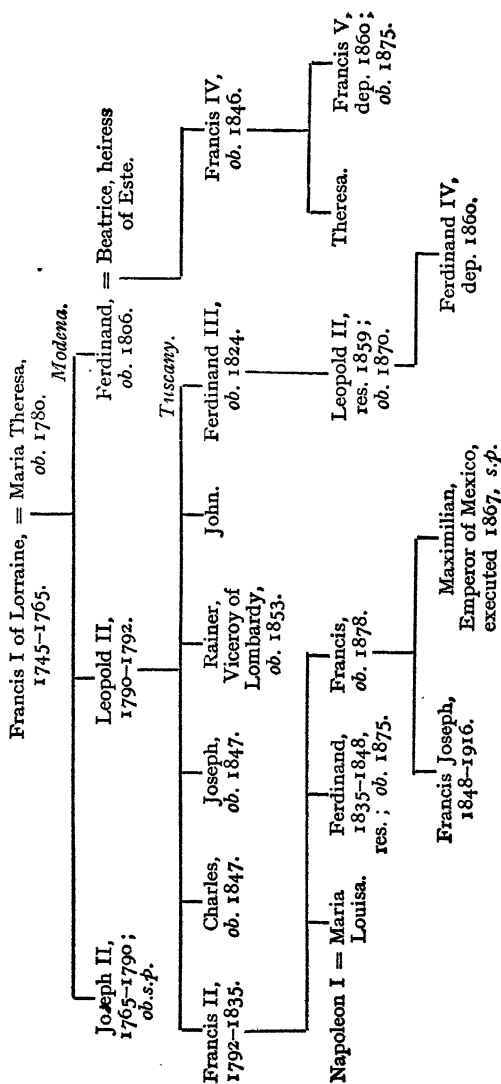 Francis I of Lorraine, = Maria Theresa,
1745–1765.
ob. 1780.
Modena.
Joseph II,
1765–1790;
ob.s.p.
Leopold II,
1790–1792.
Ferdinand,
ob. 1806.
= Beatrice, heiress
of Este.
Tuscany.
Francis II,
1792–1835.
Charles,
ob. 1847.
Joseph,
ob. 1847.
Rainer,
Viceroy of
Lombardy,
ob. 1853.
John.
Ferdinand III,
ob. 1824.
Francis IV,
ob. 1846.
Napoleon I = Maria
Louisa.
Ferdinand,
1835–1848,
res.; ob. 1875.
Francis,
ob. 1878.
Leopold II,
res. 1859;
ob. 1870.
Theresa.
Francis V,
dep. 1860;
ob. 1875.
Francis Joseph,
1848–1916.
Maximilian,
Emperor of Mexico,
executed 1867, s.p.
Ferdinand IV,
dep. 1860.